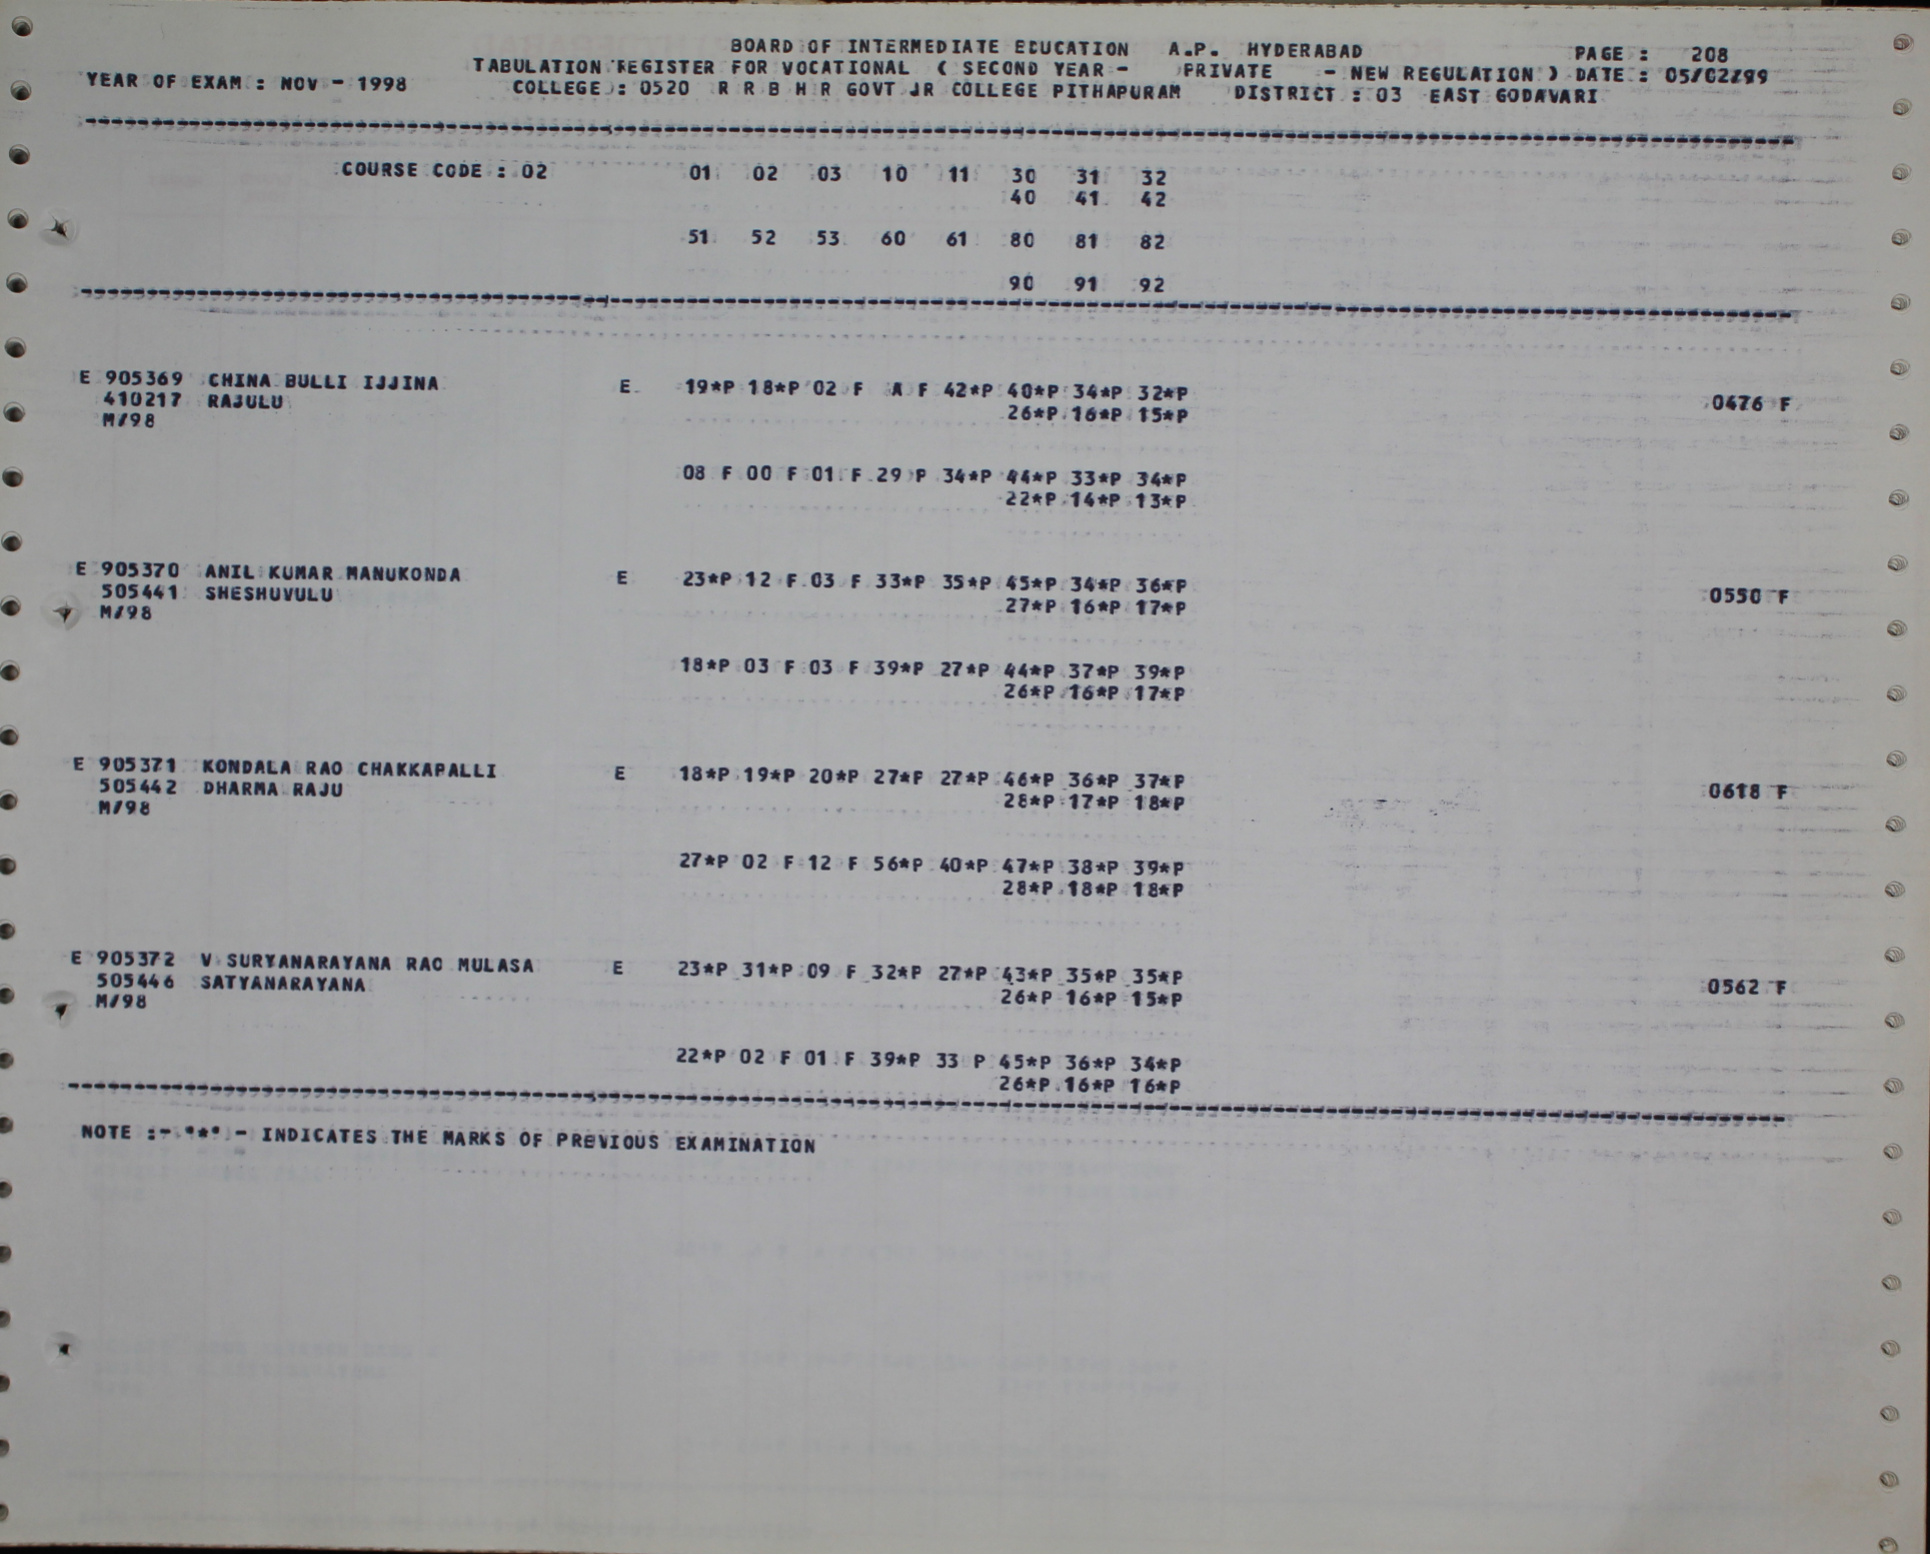 BOARD OF INTERMEDIATE EDUCATION A.P. HYDERABAD PAGE : 208
TABULATION REGISTER FOR VOCATIONAL ( SECOND YEAR - PRIVATE - NEW REGULATION ) DATE : 05/02/99
YEAR OF EXAM : NOV - 1998 COLLEGE : 0520 R R B H R GOVT JR COLLEGE PITHAPURAM DISTRICT : 03 EAST GODAVARI
COURSE CODE : 02 01 02 03 10 11 30 31 32
40 41 42
51 52 53 60 61 80 81 82
90 91 92
E 905369 CHINA BULLI IJJINA E 19*P 18*P 02 F A F 42*P 40*P 34*P 32*P
410217 RAJULU 26*P 16*P 15*P 0476 F
M/98
08 F 00 F 01 F 29 P 34*P 44*P 33*P 34*P
22*P 14*P 13*P
E 905370 ANIL KUMAR MANUKONDA E 23*P 12 F 03 F 33*P 35*P 45*P 34*P 36*P
505441 SHESHUVULU 27*P 16*P 17*P 0550 F
M/98
18*P 03 F 03 F 39*P 27*P 44*P 37*P 39*P
26*P 16*P 17*P
E 905371 KONDALA RAO CHAKKAPALLI E 18*P 19*P 20*P 27*P 27*P 46*P 36*P 37*P
505442 DHARMA RAJU 28*P 17*P 18*P 0618 F
M/98
27*P 02 F 12 F 56*P 40*P 47*P 38*P 39*P
28*P 18*P 18*P
E 905372 V SURYANARAYANA RAO MULASA E 23*P 31*P 09 F 32*P 27*P 43*P 35*P 35*P
505446 SATYANARAYANA 26*P 16*P 15*P 0562 F
M/98
22*P 02 F 01 F 39*P 33 P 45*P 36*P 34*P
26*P 16*P 16*P
NOTE :- "*" - INDICATES THE MARKS OF PREVIOUS EXAMINATION